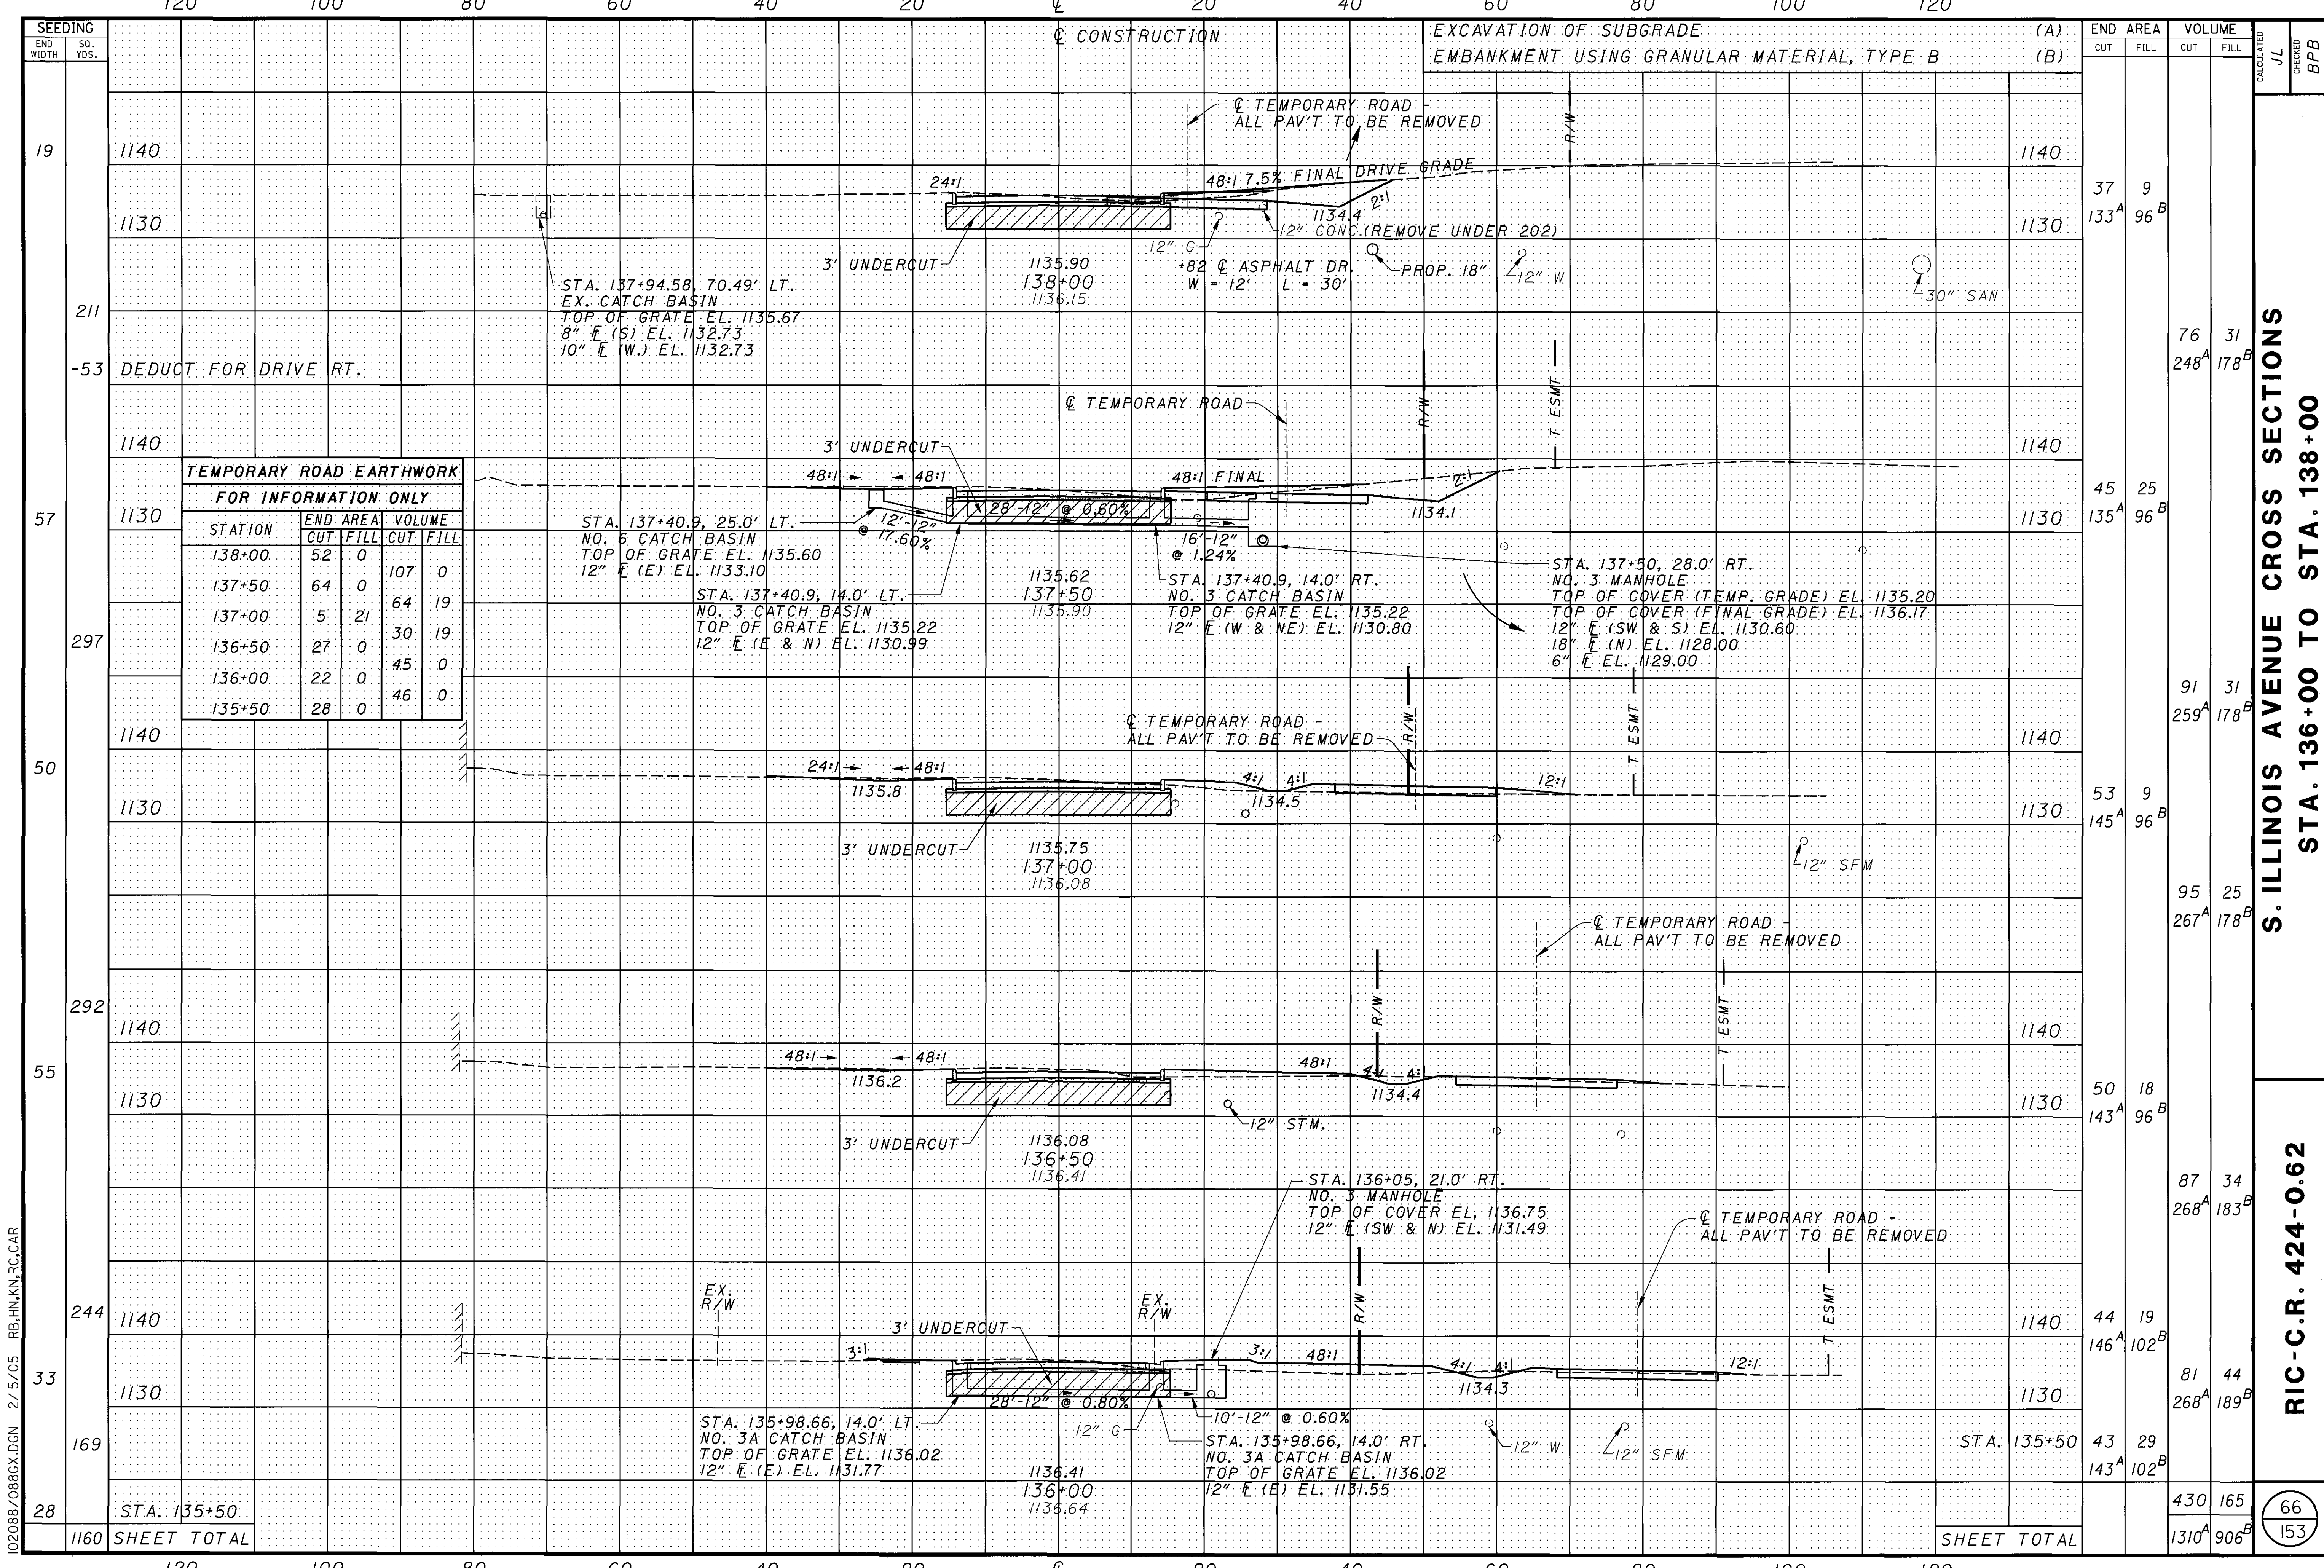 120 100 80 60 40 20 ℄ 20 40 60 80 100 120
SEEDING
END WIDTH
SQ. YDS.
℄ CONSTRUCTION
EXCAVATION OF SUBGRADE (A)
EMBANKMENT USING GRANULAR MATERIAL, TYPE B (B)
END AREA
CUT FILL
VOLUME
CUT FILL
CALCULATED
JL
CHECKED
BPB
℄ TEMPORARY ROAD -
ALL PAV'T TO BE REMOVED
R/W
19
1140
1140
24:1
48:1 7.5% FINAL DRIVE GRADE
2:1
1134.4
37 9
133A 96B
1130
1130
12" G
12" CONC.(REMOVE UNDER 202)
3' UNDERCUT
1135.90
138+00
1136.15
+82 ℄ ASPHALT DR.
W = 12' L = 30'
PROP. 18"
12" W
30" SAN
STA. 137+94.58, 70.49' LT.
EX. CATCH BASIN
TOP OF GRATE EL. 1135.67
8" FL (S) EL. 1132.73
10" FL (W.) EL. 1132.73
211
76 31
248A 178B
-53 DEDUCT FOR DRIVE RT.
℄ TEMPORARY ROAD
R/W
T ESMT
1140
1140
3' UNDERCUT
48:1
48:1
48:1 FINAL
2:1
1134.1
45 25
135A 96B
57
1130
1130
TEMPORARY ROAD EARTHWORK
FOR INFORMATION ONLY
STATION
END AREA
VOLUME
CUT FILL CUT FILL
138+00 52 0
107 0
137+50 64 0
64 19
137+00 5 21
30 19
136+50 27 0
45 0
136+00 22 0
46 0
135+50 28 0
28'-12" @ 0.60%
12'-12"
@ 17.60%
16'-12"
@ 1.24%
STA. 137+40.9, 25.0' LT.
NO. 6 CATCH BASIN
TOP OF GRATE EL. 1135.60
12" FL (E) EL. 1133.10
STA. 137+40.9, 14.0' LT.
NO. 3 CATCH BASIN
TOP OF GRATE EL. 1135.22
12" FL (E & N) EL. 1130.99
1135.62
137+50
1135.90
STA. 137+40.9, 14.0' RT.
NO. 3 CATCH BASIN
TOP OF GRATE EL. 1135.22
12" FL (W & NE) EL. 1130.80
STA. 137+50, 28.0' RT.
NO. 3 MANHOLE
TOP OF COVER (TEMP. GRADE) EL. 1135.20
TOP OF COVER (FINAL GRADE) EL. 1136.17
12" FL (SW & S) EL. 1130.60
18" FL (N) EL. 1128.00
6" FL EL. 1129.00
297
91 31
259A 178B
℄ TEMPORARY ROAD -
ALL PAV'T TO BE REMOVED
R/W
T ESMT
1140
1140
50
24:1
48:1
1135.8
4:1 4:1
1134.5
12:1
53 9
145A 96B
1130
1130
3' UNDERCUT
1135.75
137+00
1136.08
12" SFM
95 25
267A 178B
℄ TEMPORARY ROAD -
ALL PAV'T TO BE REMOVED
R/W
T ESMT
292
1140
1140
55
48:1
48:1
1136.2
48:1
4:1 4:
1134.4
50 18
143A 96B
1130
1130
12" STM.
3' UNDERCUT
1136.08
136+50
1136.41
87 34
268A 183B
STA. 136+05, 21.0' RT.
NO. 3 MANHOLE
TOP OF COVER EL. 1136.75
12" FL (SW & N) EL. 1131.49
℄ TEMPORARY ROAD -
ALL PAV'T TO BE REMOVED
EX.
R/W
EX.
R/W
R/W
T ESMT
244
1140
1140
44 19
146A 102B
3' UNDERCUT
3:1
3:1
48:1
4:1 4:1
1134.3
12:1
33
1130
1130
81 44
268A 189B
28'-12" @ 0.80%
10'-12" @ 0.60%
12" G
12" W
12" SFM
STA. 135+98.66, 14.0' LT.
NO. 3A CATCH BASIN
TOP OF GRATE EL. 1136.02
12" FL (E) EL. 1131.77
STA. 135+98.66, 14.0' RT.
NO. 3A CATCH BASIN
TOP OF GRATE EL. 1136.02
12" FL (E) EL. 1131.55
1136.41
136+00
1136.64
169
STA. 135+50 43 29
143A 102B
28 STA. 135+50
430 165
1160 SHEET TOTAL
SHEET TOTAL 1310A 906B
120 100 80 60 40 20 ℄ 20 40 60 80 100 120
S. ILLINOIS AVENUE CROSS SECTIONS
STA. 136+00 TO STA. 138+00
RIC-C.R. 424-0.62
66
153
102088/088GX.DGN 2/15/05 RB,HN,KN,RC,CAR